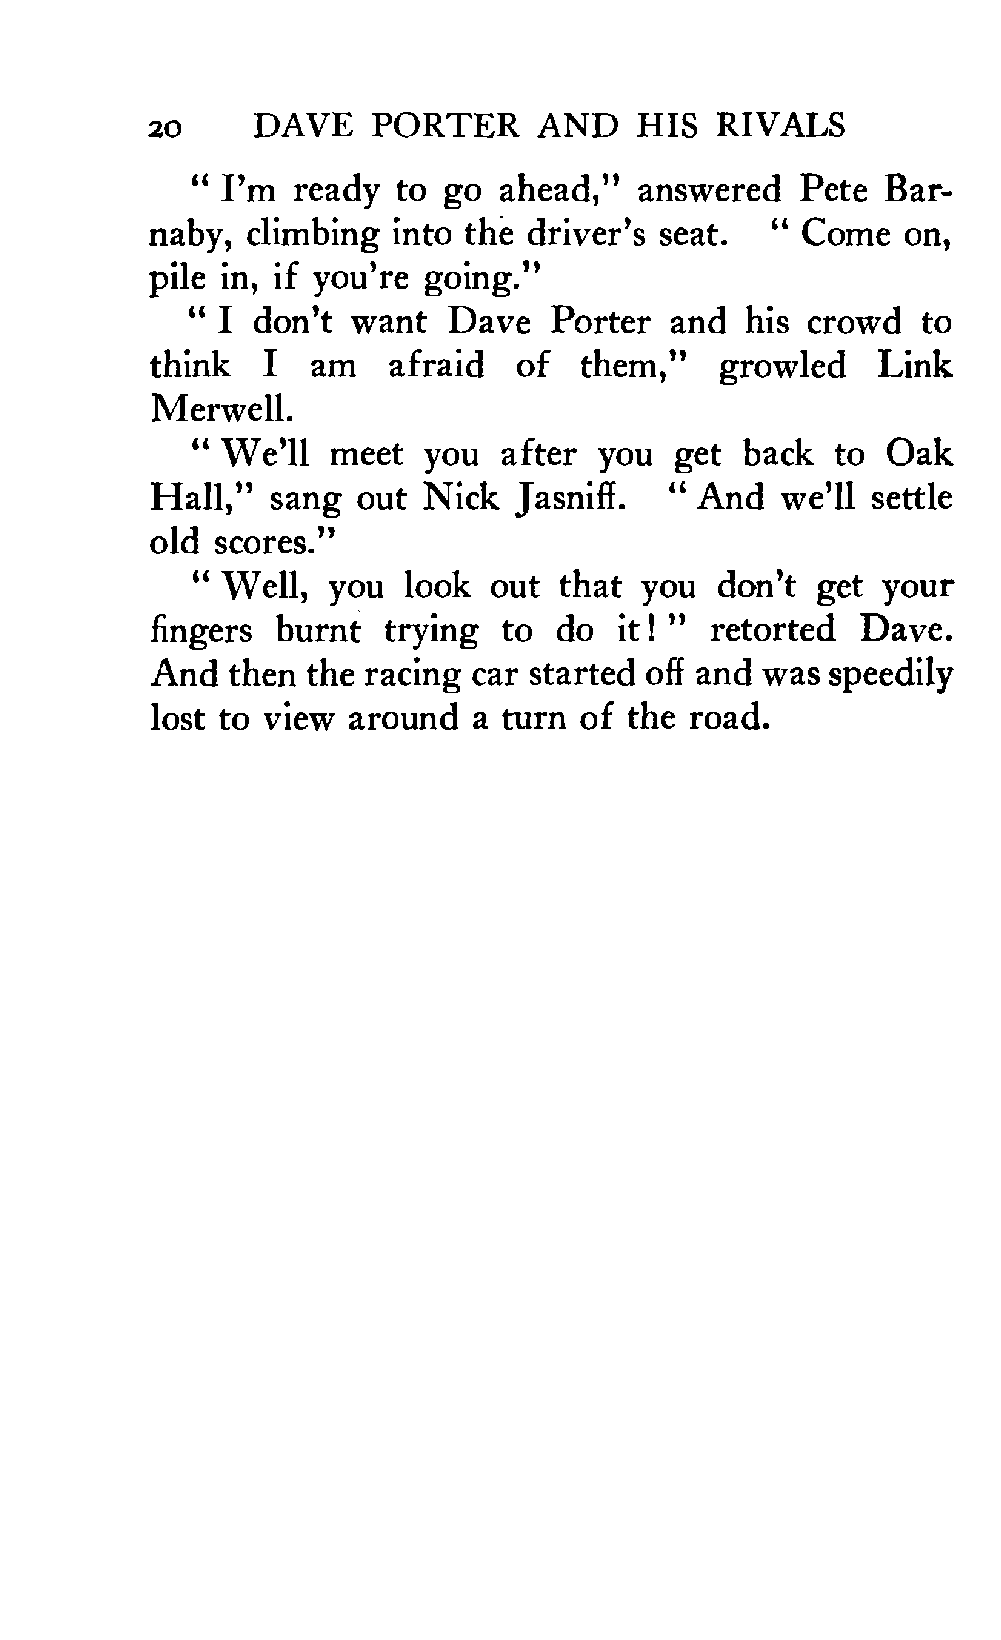 20 DAVE PORTER AND HIS RIVALS
" I'm ready to go ahead," answered Pete Bar-
naby, climbing into the driver's seat. " Come on,
pile in, if you're going."
" I don't want Dave Porter and his crowd to
think I am afraid of them," growled Link
Merwell.
" We'll meet you after you get back to Oak
Hall," sang out Nick Jasniff. " And we'll settle
old scores."
" Well, you look out that you don't get your
fingers burnt trying to do it! " retorted Dave.
And then the racing car started off and was speedily
lost to view around a turn of the road.